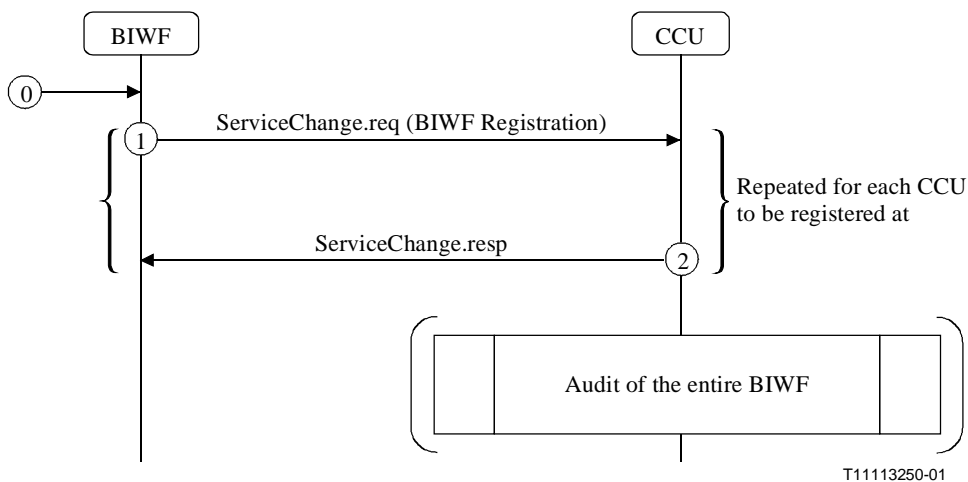 BIWF
CCU
0
ServiceChange.req (BIWF Registration)
1
Repeated for each CCU
to be registered at
ServiceChange.resp
2
Audit of the entire BIWF
T11113250-01